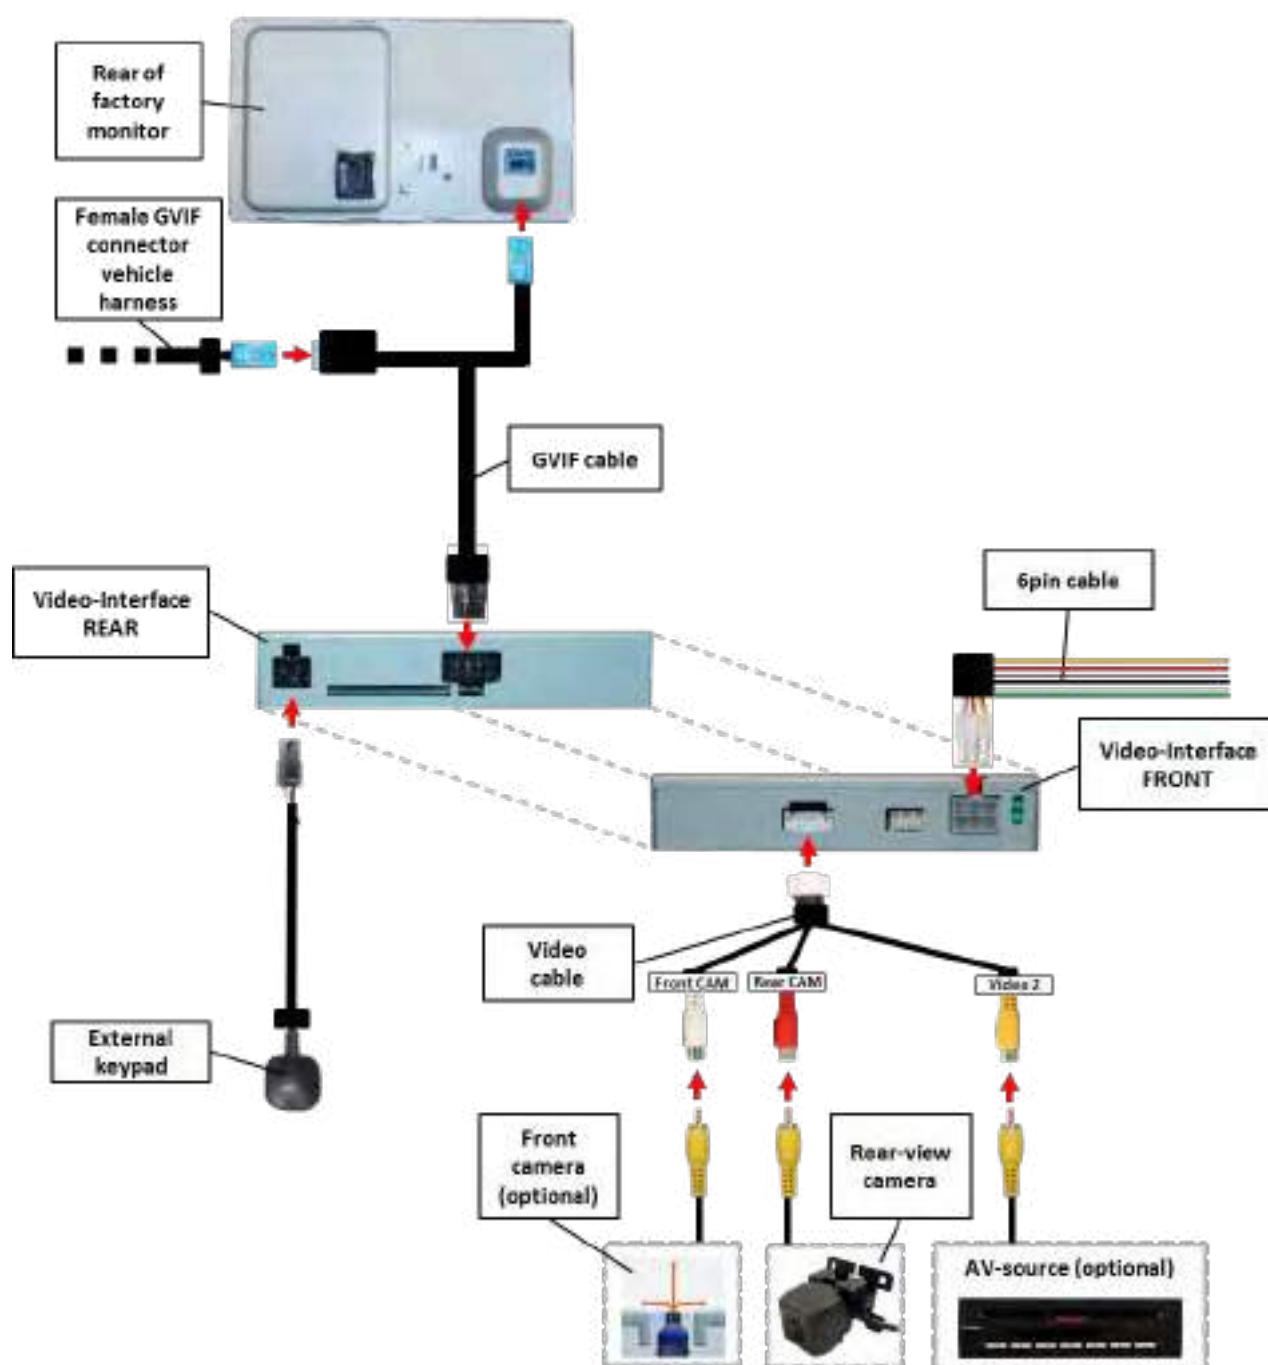 Rear of
factory
monitor
Female GVIF
connector
vehicle
harness
GVIF cable
6pin cable
Video-Interface
REAR
Video-Interface
FRONT
Video
cable
Front CAM
Rear CAM
Video 2
External
keypad
Front
camera
(optional)
Rear-view
camera
AV-source (optional)